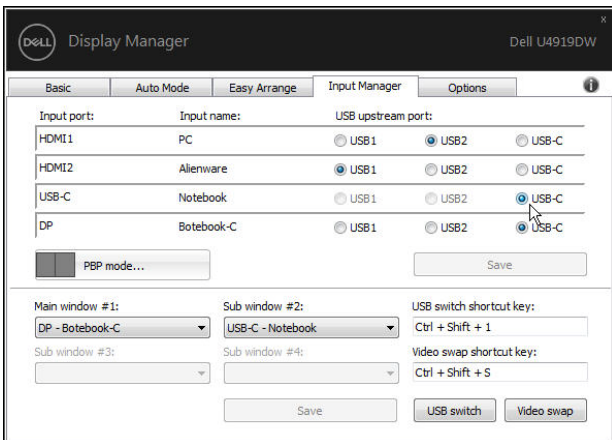 x
DELL Display Manager Dell U4919DW
Basic Auto Mode Easy Arrange Input Manager Options i
Input port: Input name: USB upstream port:
HDMI1 PC USB1 USB2 USB-C
HDMI2 Alienware USB1 USB2 USB-C
USB-C Notebook USB1 USB2 USB-C
DP Botebook-C USB1 USB2 USB-C
PBP mode... Save
Main window #1: Sub window #2: USB switch shortcut key:
DP - Botebook-C USB-C - Notebook Ctrl + Shift + 1
Sub window #3: Sub window #4: Video swap shortcut key:
Ctrl + Shift + S
Save USB switch Video swap